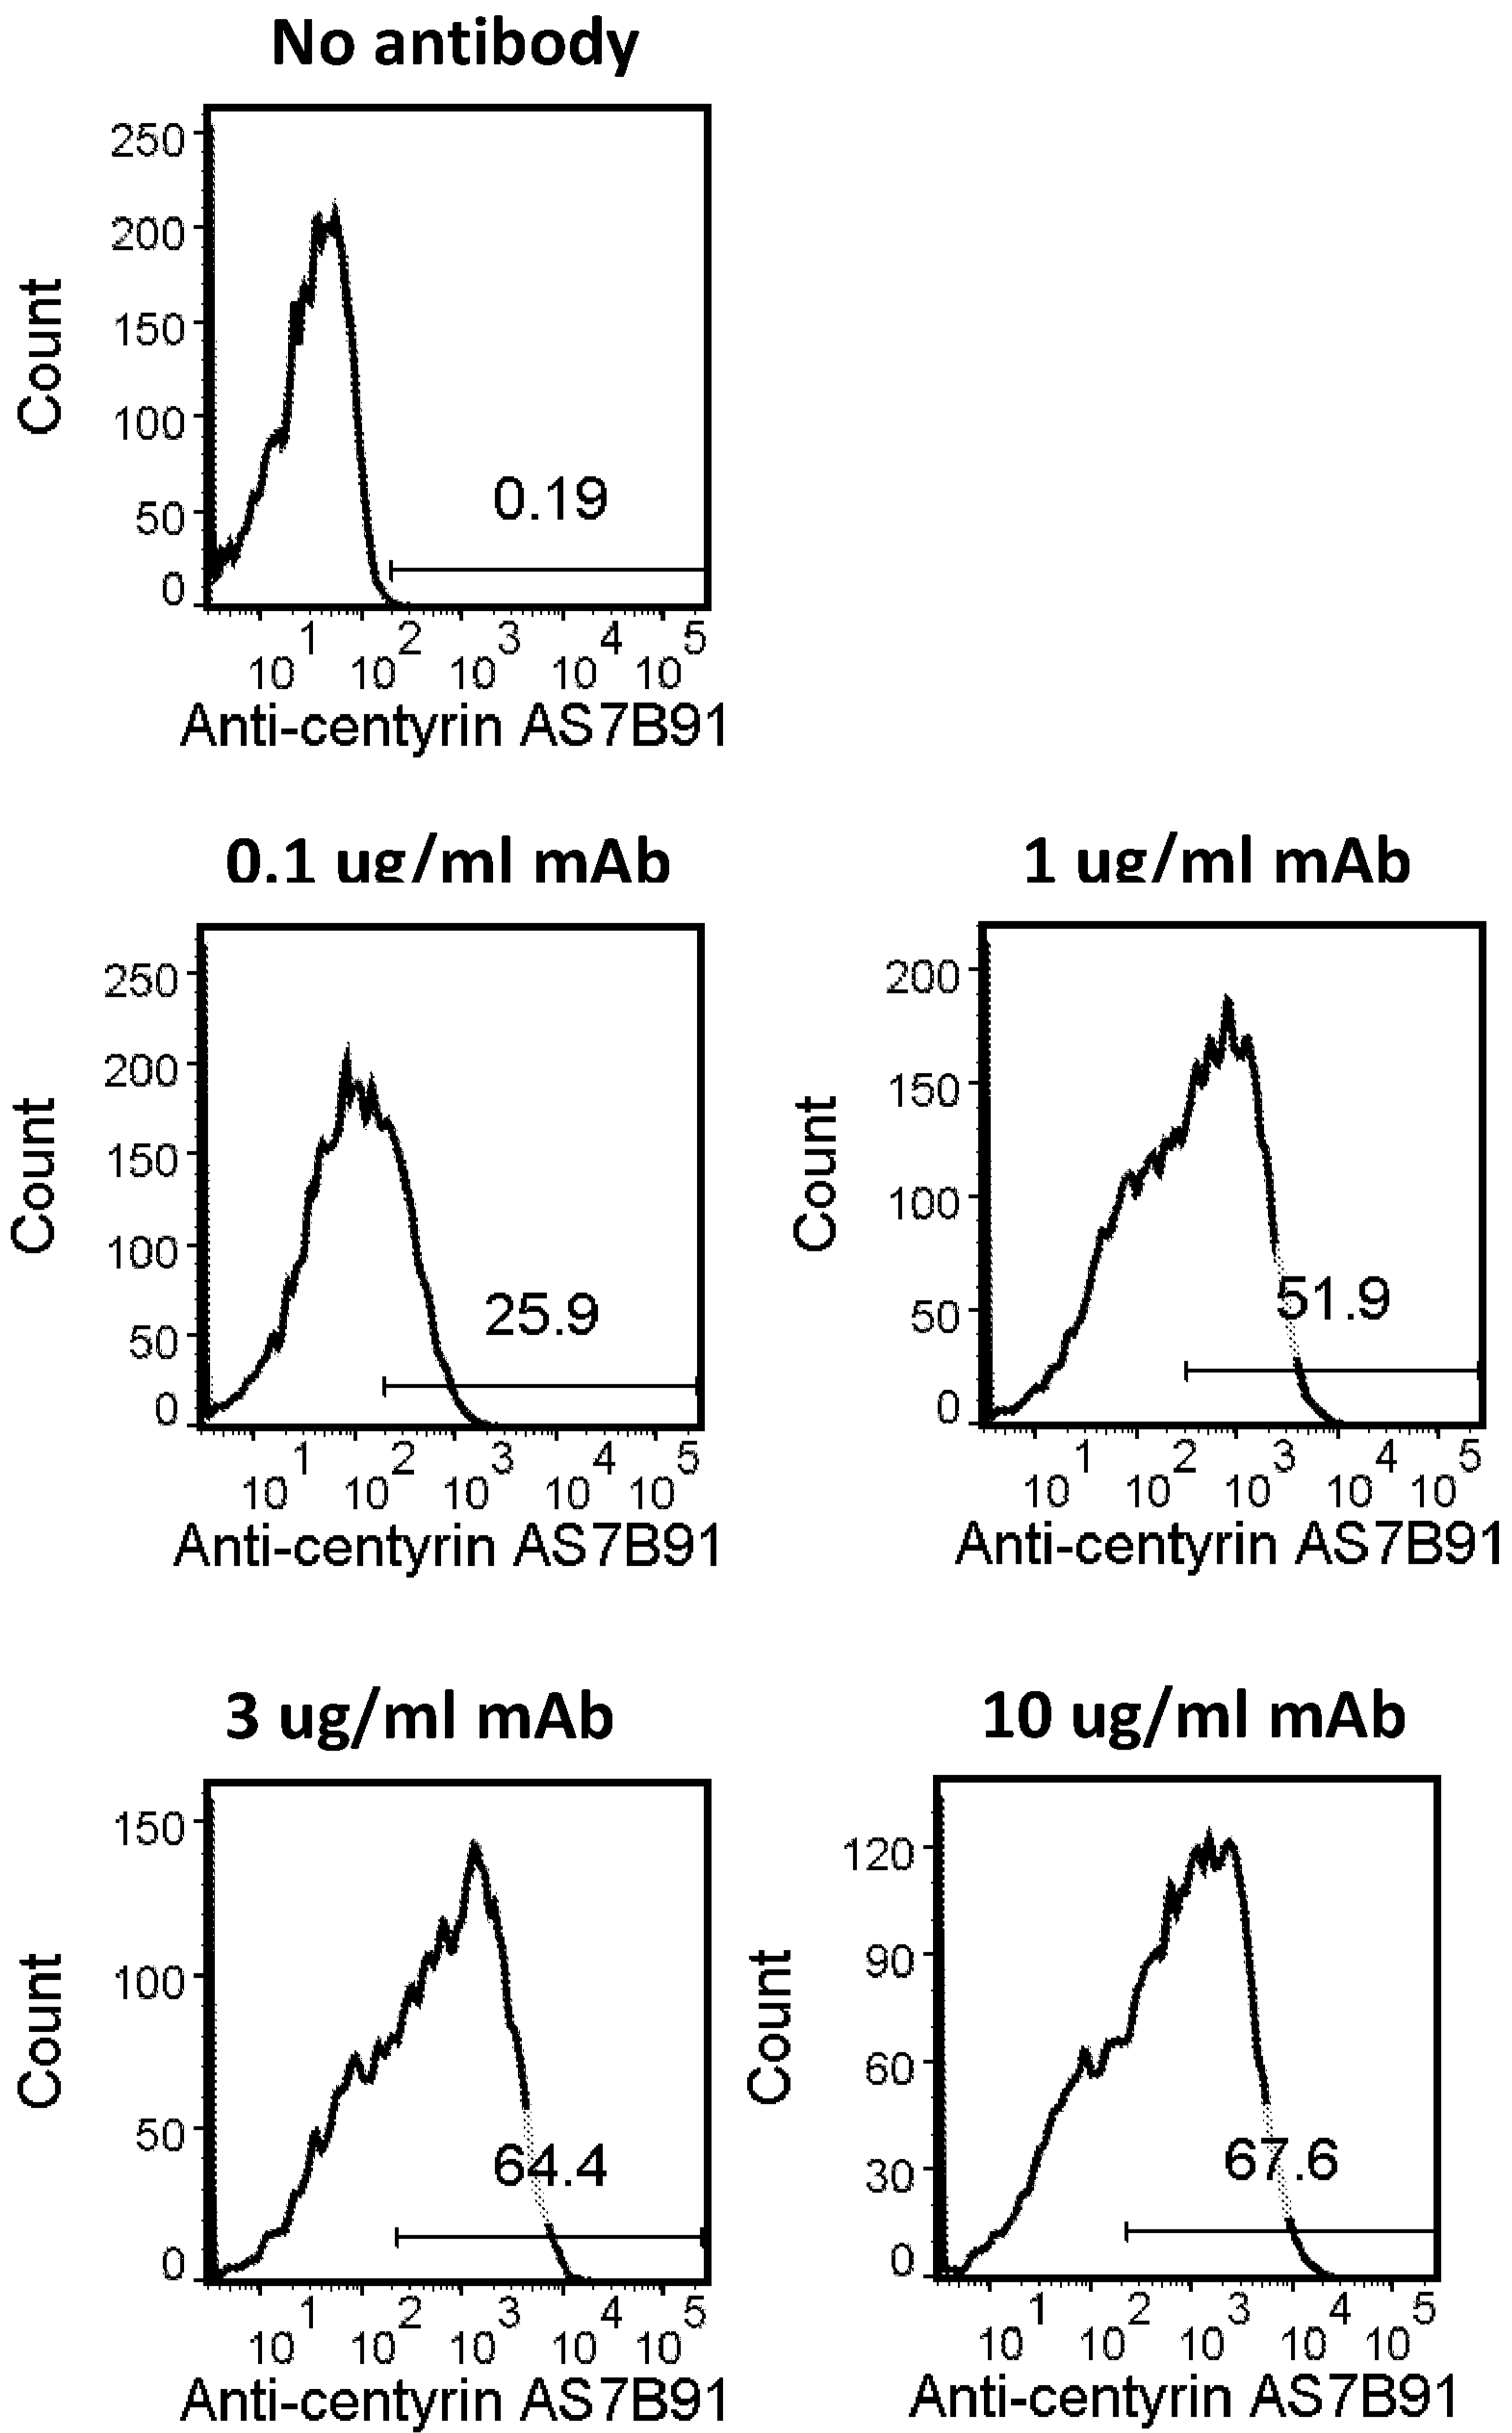 No antibody
250
200
150
100
50
0
Count
0.19
10^1 10^2 10^3 10^4 10^5
Anti-centyrin AS7B91
0.1 ug/ml mAb
250
200
150
100
50
0
Count
25.9
10^1 10^2 10^3 10^4 10^5
Anti-centyrin AS7B91
1 ug/ml mAb
200
150
100
50
0
Count
51.9
10^1 10^2 10^3 10^4 10^5
Anti-centyrin AS7B91
3 ug/ml mAb
150
100
50
0
Count
64.4
10^1 10^2 10^3 10^4 10^5
Anti-centyrin AS7B91
10 ug/ml mAb
120
90
60
30
0
Count
67.6
10^1 10^2 10^3 10^4 10^5
Anti-centyrin AS7B91